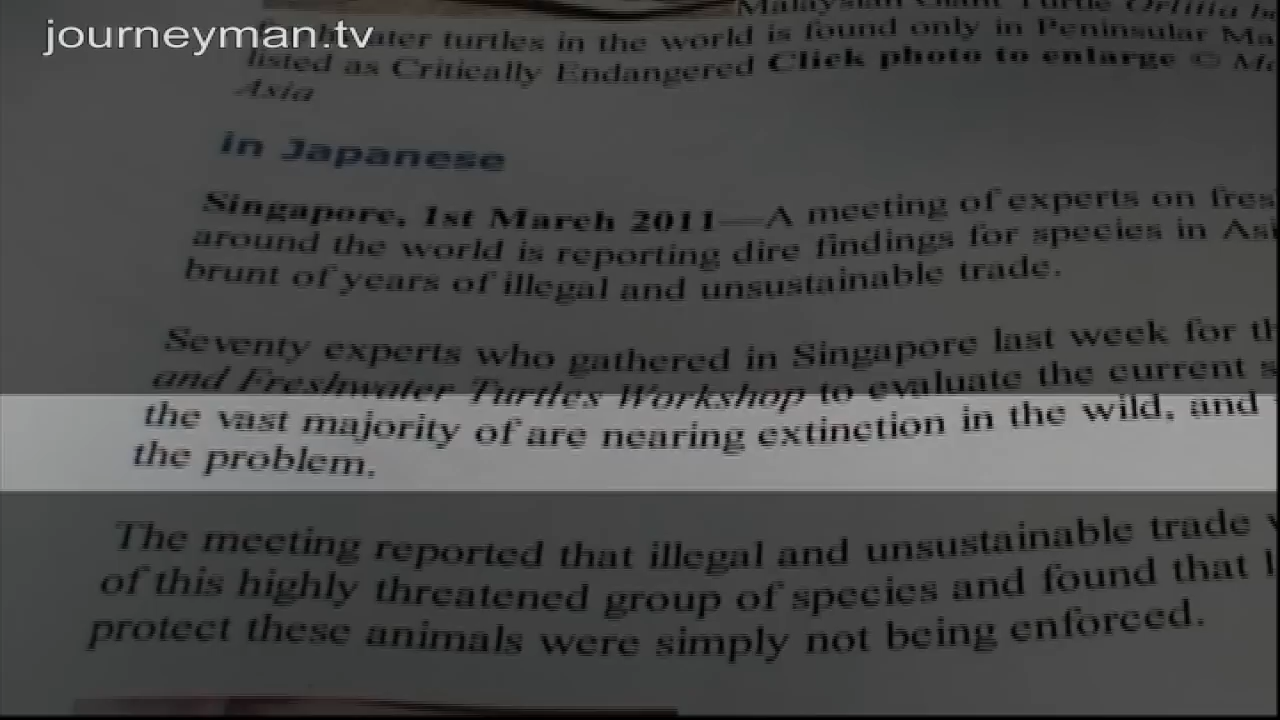 journeyman.tv
Malaysian Giant Turtle Orlitia
freshwater turtles in the world is found only in Peninsular
listed as Critically Endangered Click photo to enlarge ©
Asia
in Japanese
Singapore, 1st March 2011—A meeting of experts on
around the world is reporting dire findings for species in
brunt of years of illegal and unsustainable trade.
Seventy experts who gathered in Singapore last week for
and Freshwater Turtles Workshop to evaluate the current
the vast majority of are nearing extinction in the wild, and
the problem.
The meeting reported that illegal and unsustainable trade
of this highly threatened group of species and found that
protect these animals were simply not being enforced.